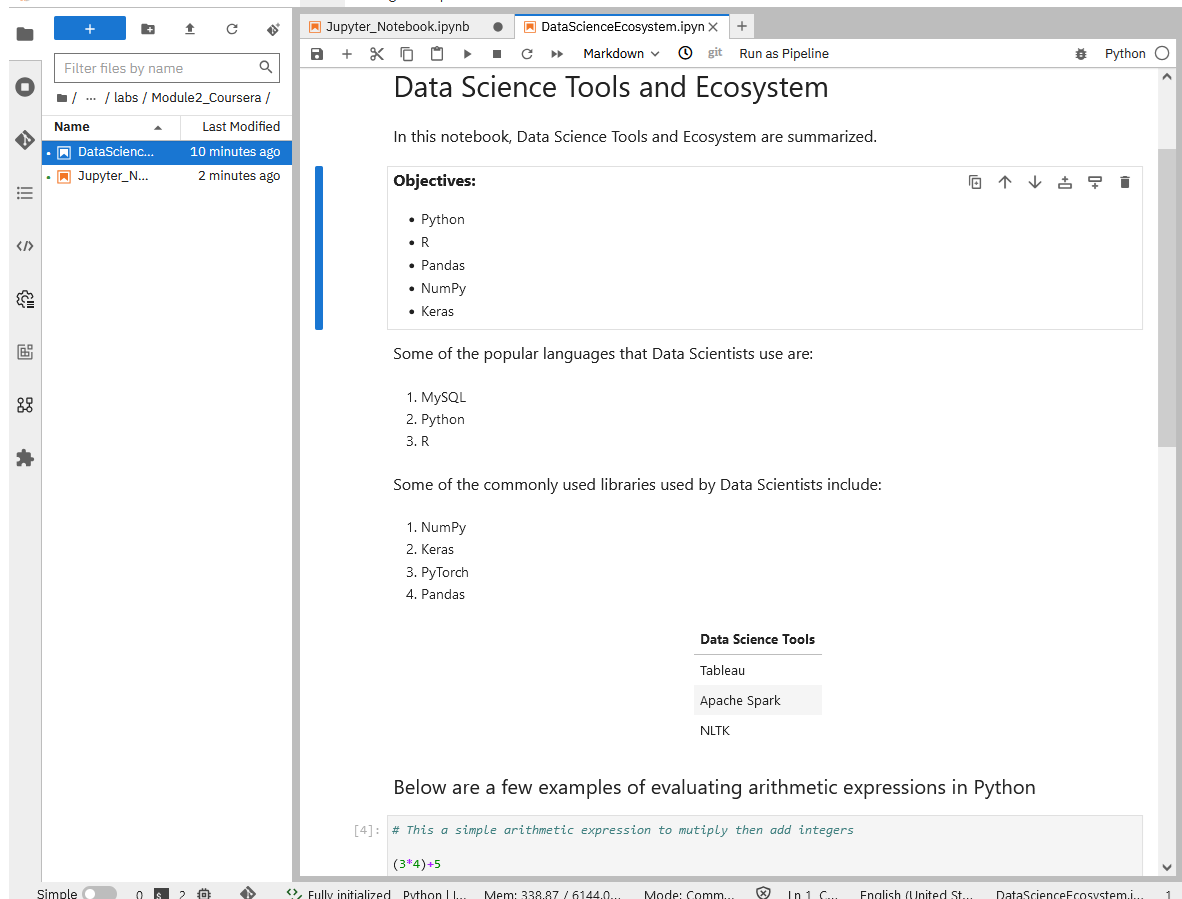 Jupyter_Notebook.ipynb
DataScienceEcosystem.ipyn
Markdown
git
Run as Pipeline
Python
Filter files by name
/ ... / labs / Module2_Coursera /
Name
Last Modified
DataScienc...
10 minutes ago
Jupyter_N...
2 minutes ago
Data Science Tools and Ecosystem
In this notebook, Data Science Tools and Ecosystem are summarized.
Objectives:
• Python
• R
• Pandas
• NumPy
• Keras
Some of the popular languages that Data Scientists use are:
1. MySQL
2. Python
3. R
Some of the commonly used libraries used by Data Scientists include:
1. NumPy
2. Keras
3. PyTorch
4. Pandas
Data Science Tools
Tableau
Apache Spark
NLTK
Below are a few examples of evaluating arithmetic expressions in Python
[4]:
# This a simple arithmetic expression to mutiply then add integers
(3*4)+5
Simple
0
2
Fully initialized
Python | I...
Mem: 338.87 / 6144.0...
Mode: Comm...
Ln 1, C...
English (United St...
DataScienceEcosystem.i...
1